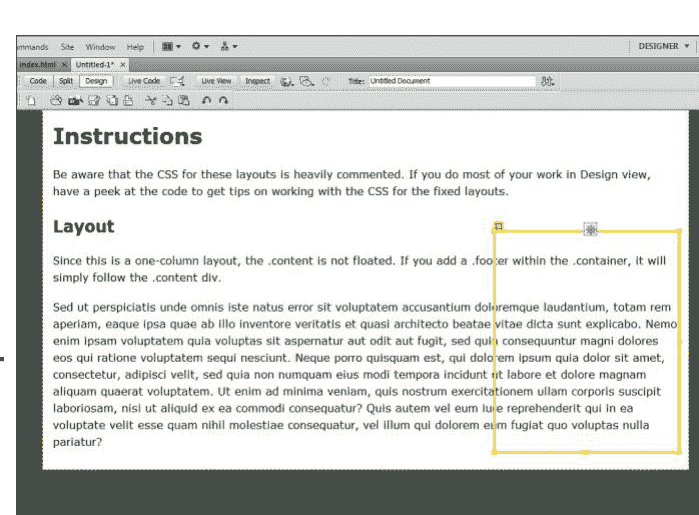 mmands Site Window Help DESIGNER
index.html × Untitled-1* ×
Code Split Design Live Code Live View Inspect Title: Untitled Document
Instructions
Be aware that the CSS for these layouts is heavily commented. If you do most of your work in Design view,
have a peek at the code to get tips on working with the CSS for the fixed layouts.
Layout
Since this is a one-column layout, the .content is not floated. If you add a .footer within the .container, it will
simply follow the .content div.
Sed ut perspiciatis unde omnis iste natus error sit voluptatem accusantium doloremque laudantium, totam rem
aperiam, eaque ipsa quae ab illo inventore veritatis et quasi architecto beatae vitae dicta sunt explicabo. Nemo
enim ipsam voluptatem quia voluptas sit aspernatur aut odit aut fugit, sed quia consequuntur magni dolores
eos qui ratione voluptatem sequi nesciunt. Neque porro quisquam est, qui dolorem ipsum quia dolor sit amet,
consectetur, adipisci velit, sed quia non numquam eius modi tempora incidunt ut labore et dolore magnam
aliquam quaerat voluptatem. Ut enim ad minima veniam, quis nostrum exercitationem ullam corporis suscipit
laboriosam, nisi ut aliquid ex ea commodi consequatur? Quis autem vel eum iure reprehenderit qui in ea
voluptate velit esse quam nihil molestiae consequatur, vel illum qui dolorem eum fugiat quo voluptas nulla
pariatur?